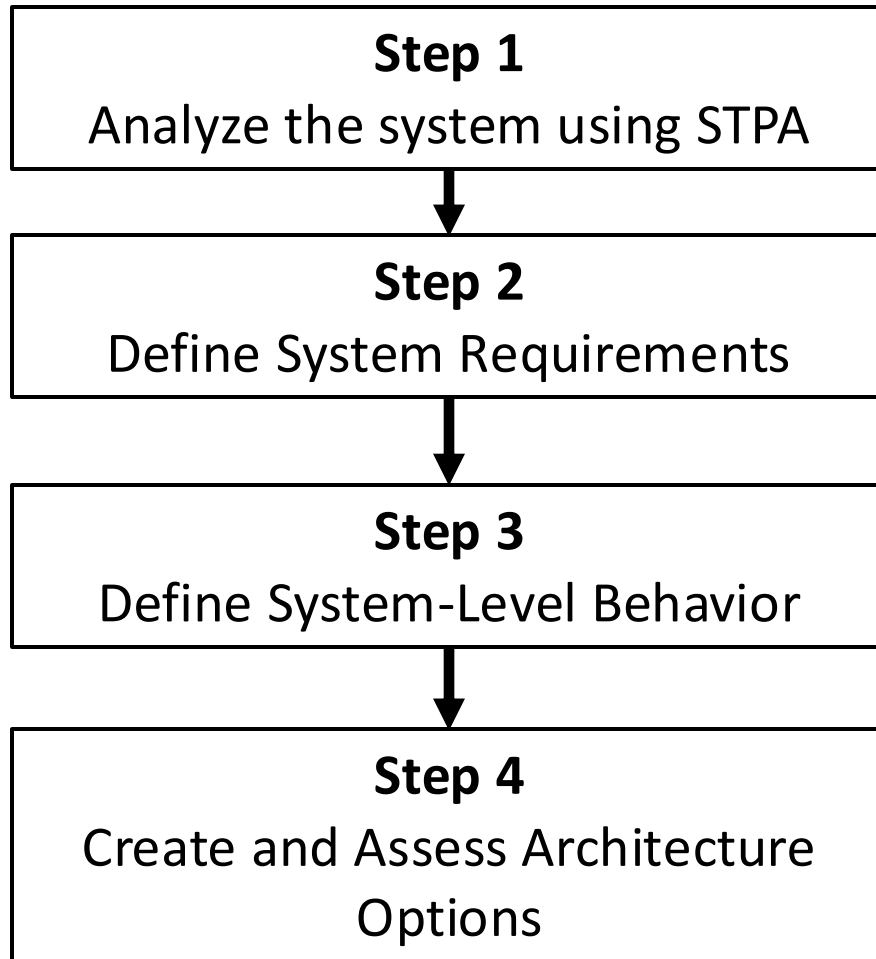 Step 1
Analyze the system using STPA
Step 2
Define System Requirements
Step 3
Define System-Level Behavior
Step 4
Create and Assess Architecture
Options